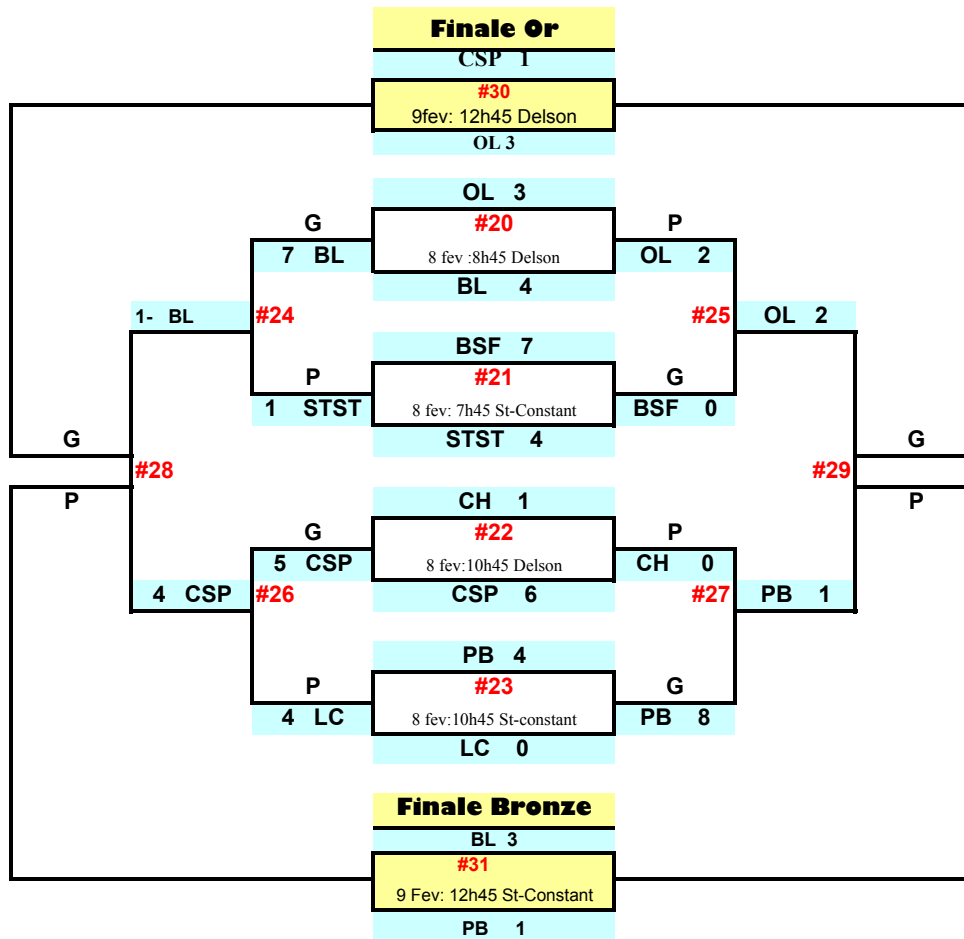 Finale Or
CSP 1
#30
9fev: 12h45 Delson
OL 3
OL 3
G
#20
P
7 BL
8 fev :8h45 Delson
OL 2
BL 4
1- BL
#24
#25
OL 2
BSF 7
P
#21
G
1 STST
8 fev: 7h45 St-Constant
BSF 0
STST 4
G
G
#28
#29
P
P
CH 1
G
#22
P
5 CSP
8 fev:10h45 Delson
CH 0
4 CSP
#26
CSP 6
#27
PB 1
PB 4
P
#23
G
4 LC
8 fev:10h45 St-constant
PB 8
LC 0
Finale Bronze
BL 3
#31
9 Fev: 12h45 St-Constant
PB 1